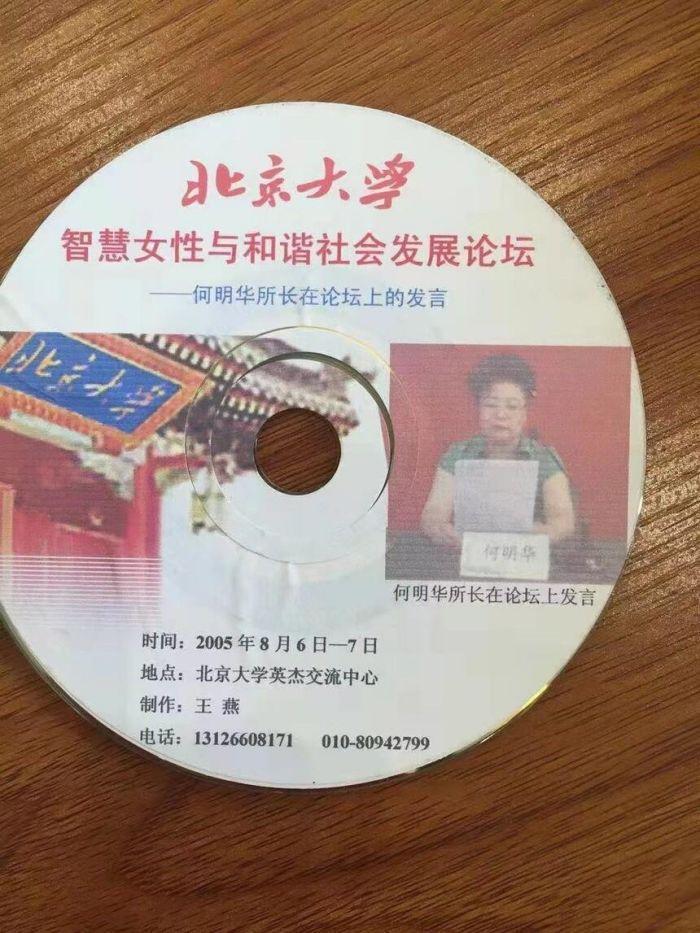 北京大学
智慧女性与和谐社会发展论坛
——何明华所长在论坛上的发言
北京大学
何明华
何明华所长在论坛上发言
时间：2005年8月6日—7日
地点：北京大学英杰交流中心
制作：王 燕
电话：13126608171 010-80942799